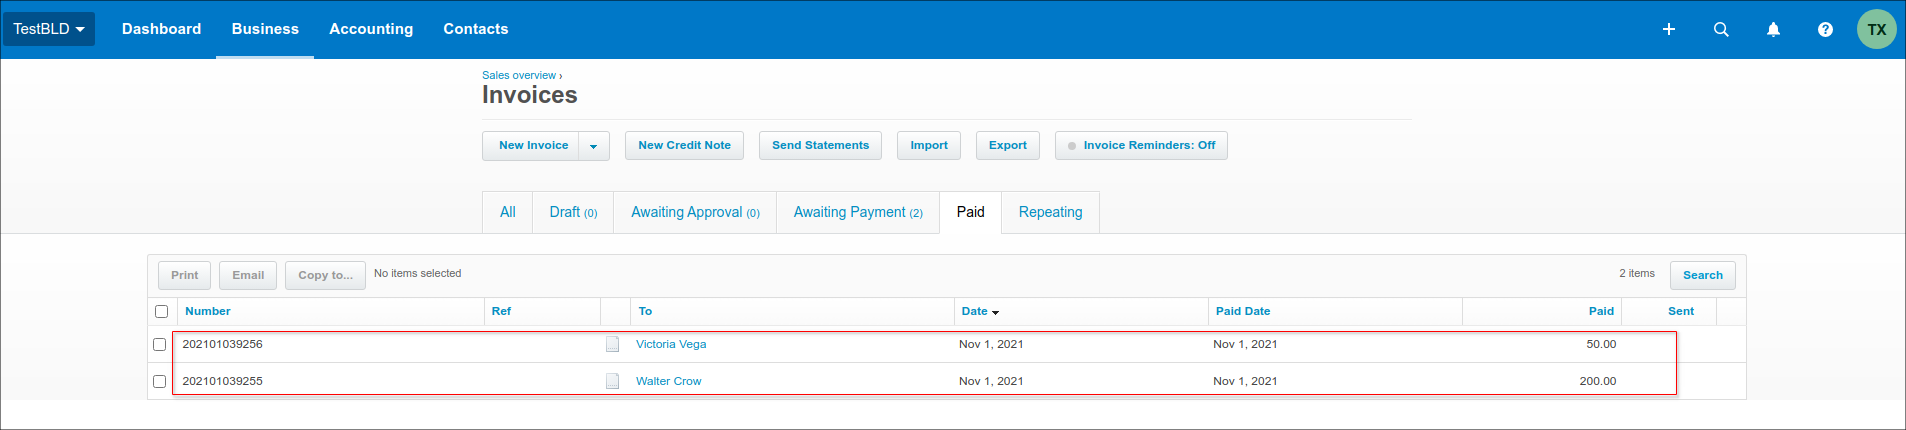 TestBLD Dashboard Business Accounting Contacts TX
Sales overview ›
Invoices
New Invoice New Credit Note Send Statements Import Export Invoice Reminders: Off
All Draft (0) Awaiting Approval (0) Awaiting Payment (2) Paid Repeating
Print Email Copy to... No items selected 2 items Search
Number Ref To Date Paid Date Paid Sent
202101039256 Victoria Vega Nov 1, 2021 Nov 1, 2021 50.00
202101039255 Walter Crow Nov 1, 2021 Nov 1, 2021 200.00